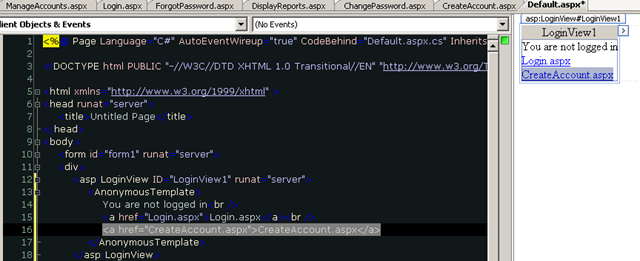 ManageAccounts.aspx Login.aspx ForgotPassword.aspx DisplayReports.aspx ChangePassword.aspx CreateAccount.aspx Default.aspx*
lient Objects & Events (No Events)
1 <% Page Language="C#" AutoEventWireup="true" CodeBehind="Default.aspx.cs" Inherits
2
3 DOCTYPE html PUBLIC "-//W3C//DTD XHTML 1.0 Transitional//EN" "http://www.w3.org/T
4
5 html xmlns="http://www.w3.org/1999/xhtml"
6 head runat "server"
7 title Untitled Page /title
8 /head
9 body
10 form id "form1" runat "server"
11 div
12 asp LoginView ID="LoginView1" runat="server"
13 AnonymousTemplate
14 You are not logged in br /
15 a href="Login.aspx" Login.aspx /a br /
16 <a href="CreateAccount.aspx">CreateAccount.aspx</a>
17 /AnonymousTemplate
18 /asp LoginView
asp:LoginView#LoginView1
LoginView1
You are not logged in
Login.aspx
CreateAccount.aspx